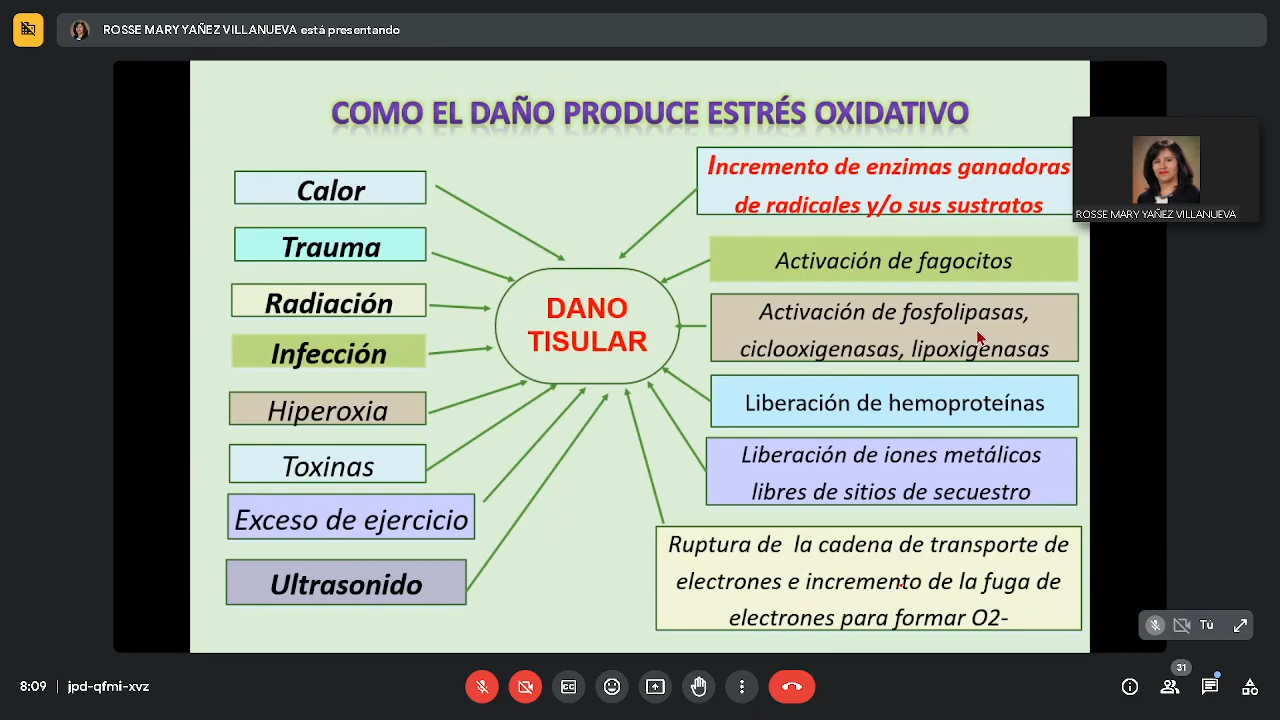 ROSSE MARY YAÑEZ VILLANUEVA está presentando
COMO EL DAÑO PRODUCE ESTRÉS OXIDATIVO
Calor
Trauma
Radiación
Infección
Hiperoxia
Toxinas
Exceso de ejercicio
Ultrasonido
DANO
TISULAR
Incremento de enzimas ganadoras
de radicales y/o sus sustratos
Activación de fagocitos
Activación de fosfolipasas,
ciclooxigenasas, lipoxigenasas
Liberación de hemoproteínas
Liberación de iones metálicos
libres de sitios de secuestro
Ruptura de la cadena de transporte de
electrones e incremento de la fuga de
electrones para formar O2-
ROSSE MARY YAÑEZ VILLANUEVA
Tú
8:09
jpd-qfmi-xvz
31